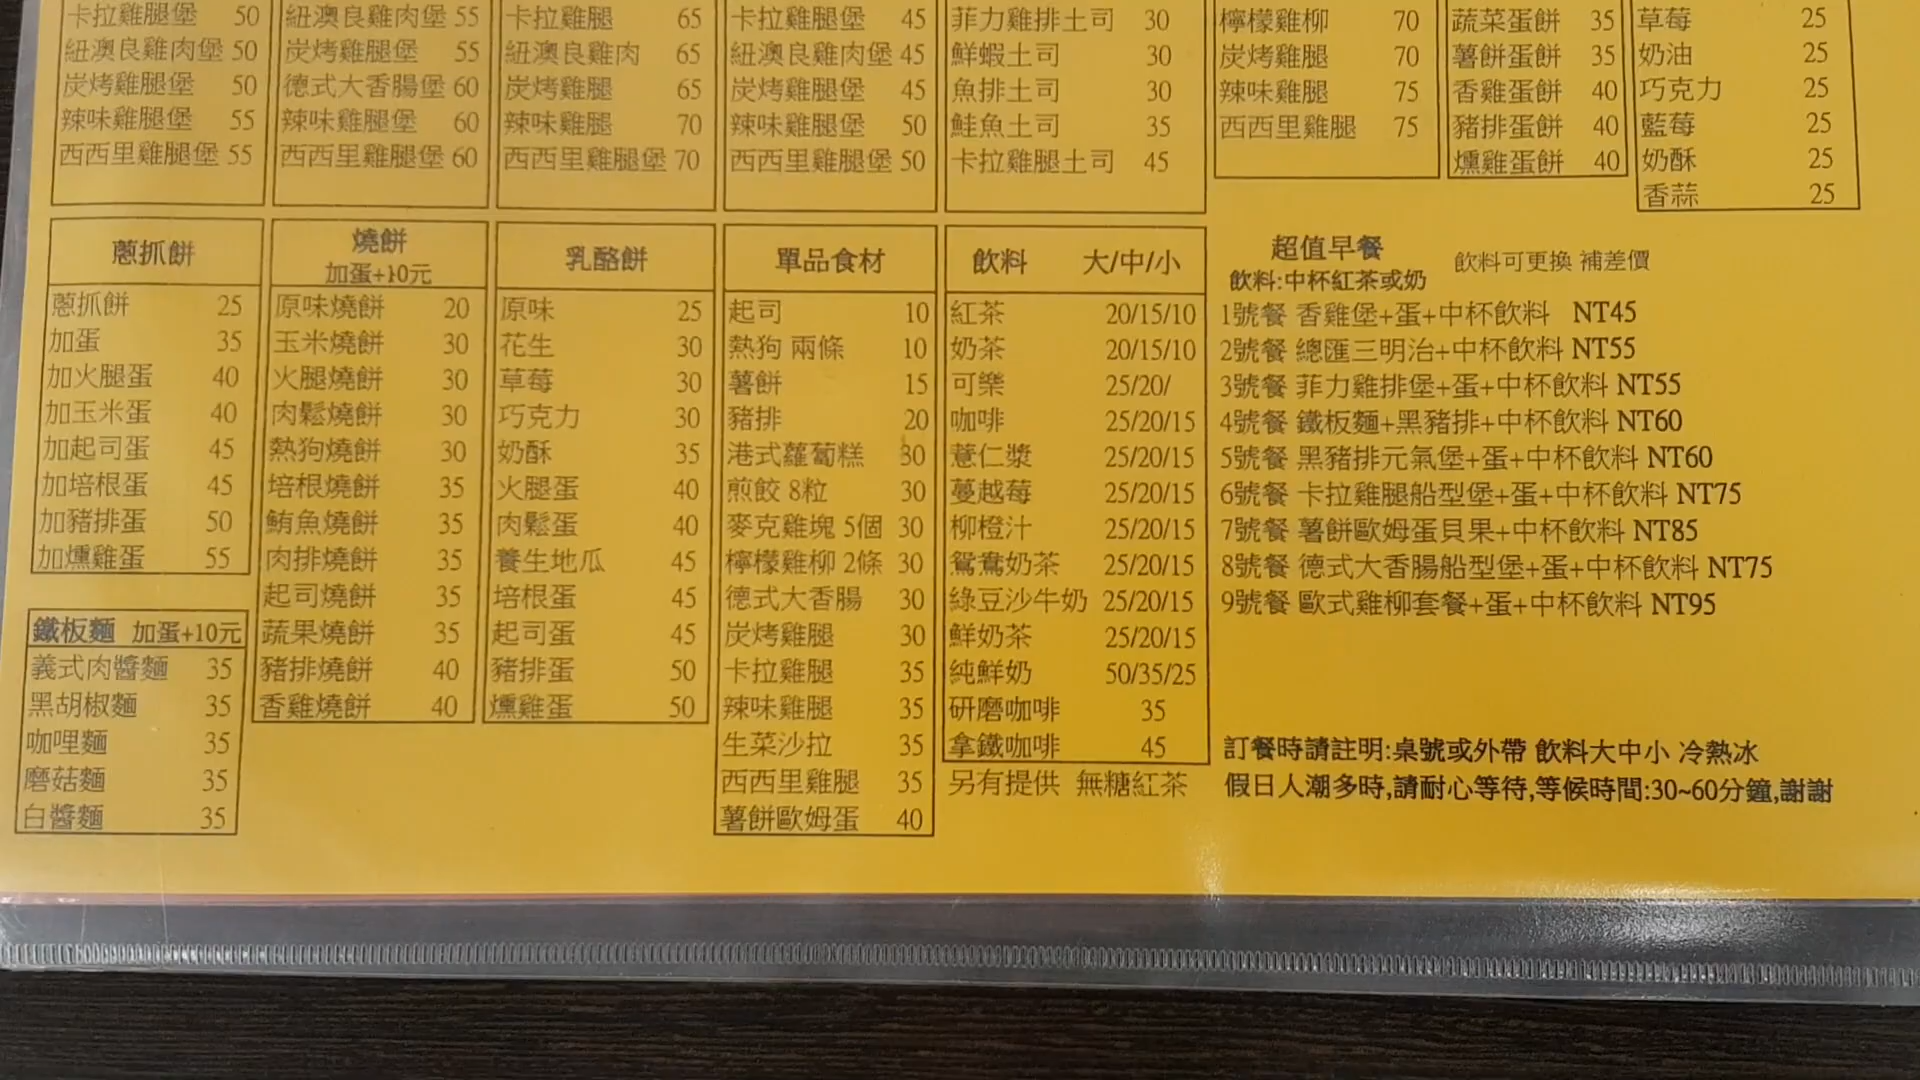 卡拉雞腿堡 50
紐澳良雞肉堡 50
炭烤雞腿堡 50
辣味雞腿堡 55
西西里雞腿堡 55
紐澳良雞肉堡 55
炭烤雞腿堡 55
德式大香腸堡 60
辣味雞腿堡 60
西西里雞腿堡 60
卡拉雞腿 65
紐澳良雞肉 65
炭烤雞腿 65
辣味雞腿 70
西西里雞腿堡 70
卡拉雞腿堡 45
紐澳良雞肉堡 45
炭烤雞腿堡 45
辣味雞腿堡 50
西西里雞腿堡 50
菲力雞排土司 30
鮮蝦土司 30
魚排土司 30
鮭魚土司 35
卡拉雞腿土司 45
檸檬雞柳 70
炭烤雞腿 70
辣味雞腿 75
西西里雞腿 75
蔬菜蛋餅 35
薯餅蛋餅 35
香雞蛋餅 40
豬排蛋餅 40
燻雞蛋餅 40
草莓 25
奶油 25
巧克力 25
藍莓 25
奶酥 25
香蒜 25
蔥抓餅
蔥抓餅 25
加蛋 35
加火腿蛋 40
加玉米蛋 40
加起司蛋 45
加培根蛋 45
加豬排蛋 50
加燻雞蛋 55
鐵板麵 加蛋+10元
義式肉醬麵 35
黑胡椒麵 35
咖哩麵 35
磨菇麵 35
白醬麵 35
燒餅
加蛋+10元
原味燒餅 20
玉米燒餅 30
火腿燒餅 30
肉鬆燒餅 30
熱狗燒餅 30
培根燒餅 35
鮪魚燒餅 35
肉排燒餅 35
起司燒餅 35
蔬果燒餅 35
豬排燒餅 40
香雞燒餅 40
乳酪餅
原味 25
花生 30
草莓 30
巧克力 30
奶酥 35
火腿蛋 40
肉鬆蛋 40
養生地瓜 45
培根蛋 45
起司蛋 45
豬排蛋 50
燻雞蛋 50
單品食材
起司 10
熱狗 兩條 10
薯餅 15
豬排 20
港式蘿蔔糕 30
煎餃 8粒 30
麥克雞塊 5個 30
檸檬雞柳 2條 30
德式大香腸 30
炭烤雞腿 30
卡拉雞腿 35
辣味雞腿 35
生菜沙拉 35
西西里雞腿 35
薯餅歐姆蛋 40
飲料 大/中/小
紅茶 20/15/10
奶茶 20/15/10
可樂 25/20/
咖啡 25/20/15
薏仁漿 25/20/15
蔓越莓 25/20/15
柳橙汁 25/20/15
鴛鴦奶茶 25/20/15
綠豆沙牛奶 25/20/15
鮮奶茶 25/20/15
純鮮奶 50/35/25
研磨咖啡 35
拿鐵咖啡 45
另有提供 無糖紅茶
超值早餐 飲料可更換 補差價
飲料:中杯紅茶或奶
1號餐 香雞堡+蛋+中杯飲料 NT45
2號餐 總匯三明治+中杯飲料 NT55
3號餐 菲力雞排堡+蛋+中杯飲料 NT55
4號餐 鐵板麵+黑豬排+中杯飲料 NT60
5號餐 黑豬排元氣堡+蛋+中杯飲料 NT60
6號餐 卡拉雞腿船型堡+蛋+中杯飲料 NT75
7號餐 薯餅歐姆蛋貝果+中杯飲料 NT85
8號餐 德式大香腸船型堡+蛋+中杯飲料 NT75
9號餐 歐式雞柳套餐+蛋+中杯飲料 NT95
訂餐時請註明:桌號或外帶 飲料大中小 冷熱冰
假日人潮多時,請耐心等待,等候時間:30~60分鐘,謝謝